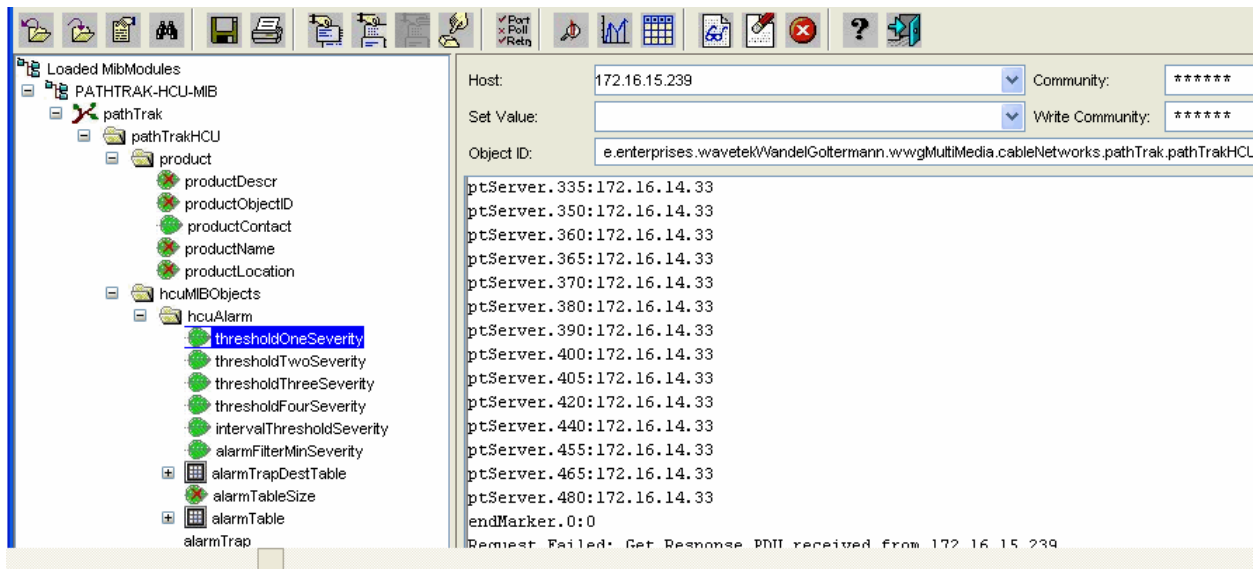 Port
Poll
Retn
?
Loaded MibModules
PATHTRAK-HCU-MIB
pathTrak
pathTrakHCU
product
productDescr
productObjectID
productContact
productName
productLocation
hcuMIBObjects
hcuAlarm
thresholdOneSeverity
thresholdTwoSeverity
thresholdThreeSeverity
thresholdFourSeverity
intervalThresholdSeverity
alarmFilterMinSeverity
alarmTrapDestTable
alarmTableSize
alarmTable
alarmTrap
Host: 172.16.15.239 Community: ******
Set Value: Write Community: ******
Object ID: e.enterprises.wavetekWandelGoltermann.wwgMultiMedia.cableNetworks.pathTrak.pathTrakHCU
ptServer.335:172.16.14.33
ptServer.350:172.16.14.33
ptServer.360:172.16.14.33
ptServer.365:172.16.14.33
ptServer.370:172.16.14.33
ptServer.380:172.16.14.33
ptServer.390:172.16.14.33
ptServer.400:172.16.14.33
ptServer.405:172.16.14.33
ptServer.420:172.16.14.33
ptServer.440:172.16.14.33
ptServer.455:172.16.14.33
ptServer.465:172.16.14.33
ptServer.480:172.16.14.33
endMarker.0:0
Request Failed: Get Response PDU received from 172.16.15.239